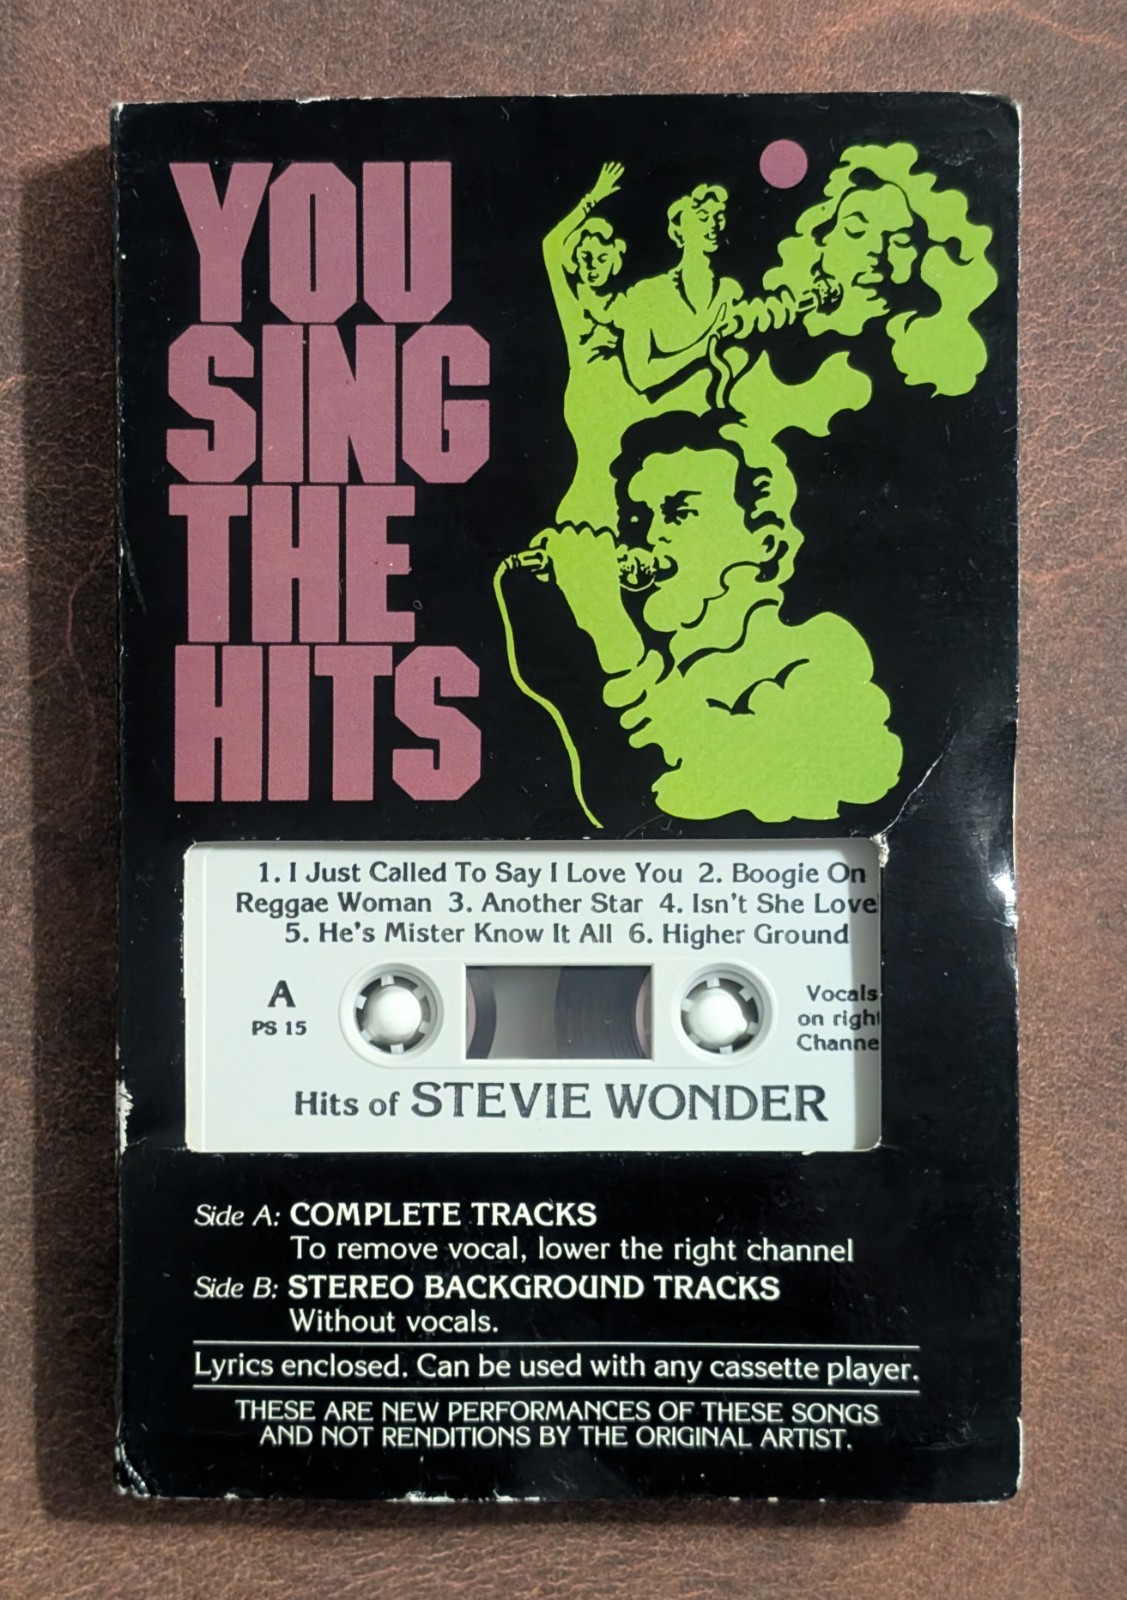 YOU
SING
THE
HITS
1. I Just Called To Say I Love You 2. Boogie On
Reggae Woman 3. Another Star 4. Isn't She Love
5. He's Mister Know It All 6. Higher Ground
A
PS 15
Vocals
on right
Channe
Hits of STEVIE WONDER
Side A: COMPLETE TRACKS
To remove vocal, lower the right channel
Side B: STEREO BACKGROUND TRACKS
Without vocals.
Lyrics enclosed. Can be used with any cassette player.
THESE ARE NEW PERFORMANCES OF THESE SONGS
AND NOT RENDITIONS BY THE ORIGINAL ARTIST.